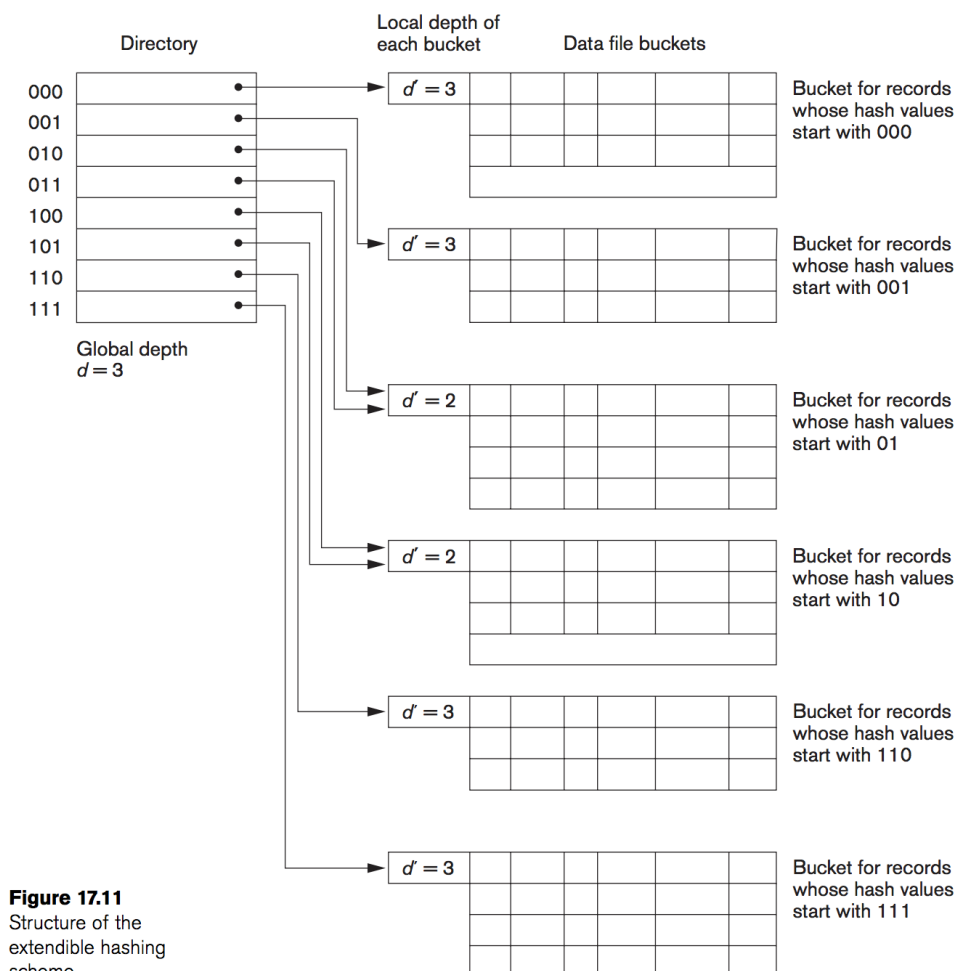 Directory
Local depth of
each bucket
Data file buckets
000
001
010
011
100
101
110
111
Global depth
d = 3
d′ = 3
Bucket for records
whose hash values
start with 000
d′ = 3
Bucket for records
whose hash values
start with 001
d′ = 2
Bucket for records
whose hash values
start with 01
d′ = 2
Bucket for records
whose hash values
start with 10
d′ = 3
Bucket for records
whose hash values
start with 110
d′ = 3
Bucket for records
whose hash values
start with 111
Figure 17.11
Structure of the
extendible hashing
scheme